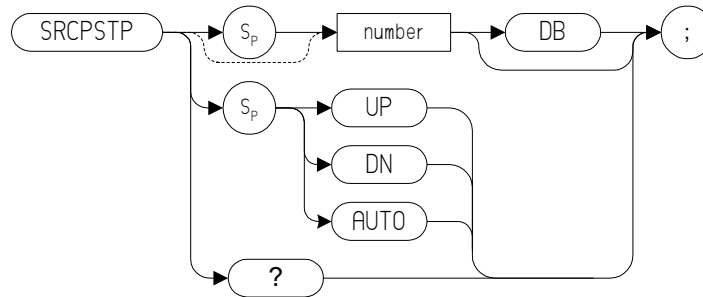 SRCPSTP SP number DB ;
SP UP
DN
AUTO
?